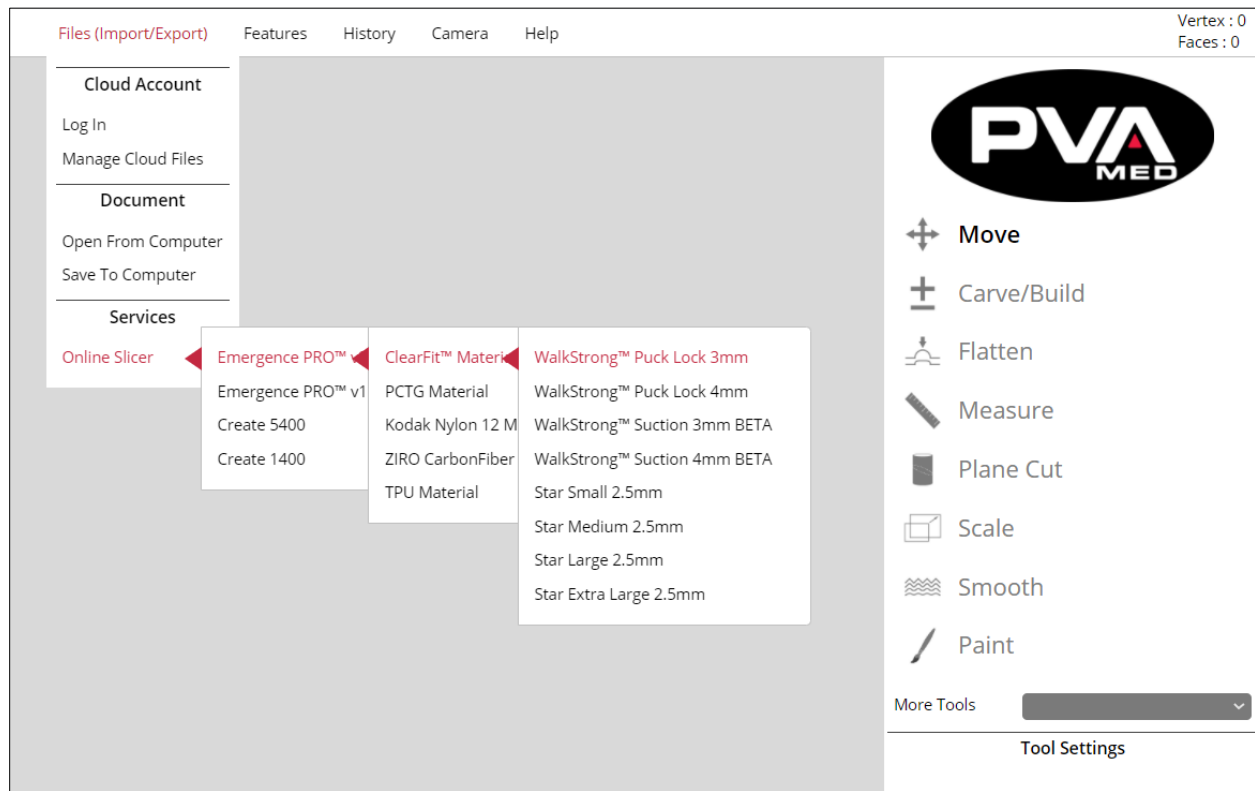 Files (Import/Export) Features History Camera Help
Vertex : 0
Faces : 0
Cloud Account
Log In
Manage Cloud Files
Document
Open From Computer
Save To Computer
Services
Online Slicer
Emergence PRO™
Emergence PRO™ v1
Create 5400
Create 1400
ClearFit™
PCTG Material
Kodak Nylon 12 M
ZIRO CarbonFiber
TPU Material
WalkStrong™ Puck Lock 3mm
WalkStrong™ Puck Lock 4mm
WalkStrong™ Suction 3mm BETA
WalkStrong™ Suction 4mm BETA
Star Small 2.5mm
Star Medium 2.5mm
Star Large 2.5mm
Star Extra Large 2.5mm
PVA
MED
Move
Carve/Build
Flatten
Measure
Plane Cut
Scale
Smooth
Paint
More Tools
Tool Settings